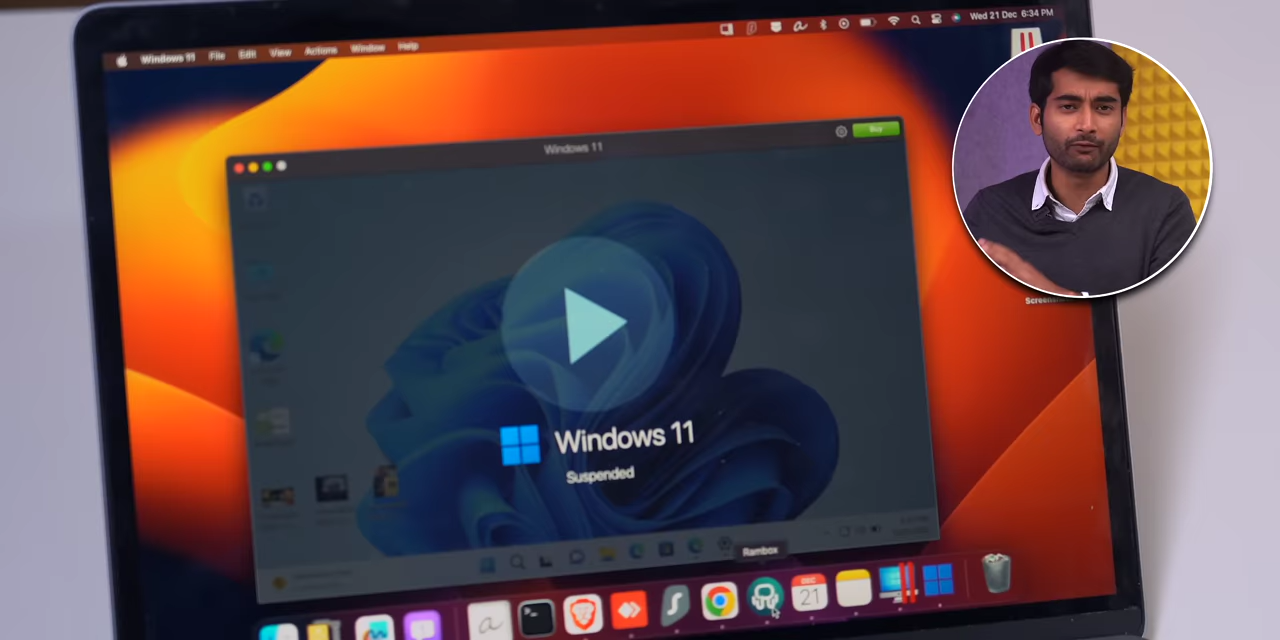 Windows 11 File Edit View Actions Window Help
Wed 21 Dec 6:34 PM
Windows 11
Buy
Windows 11
Suspended
Rambox
DEC
21